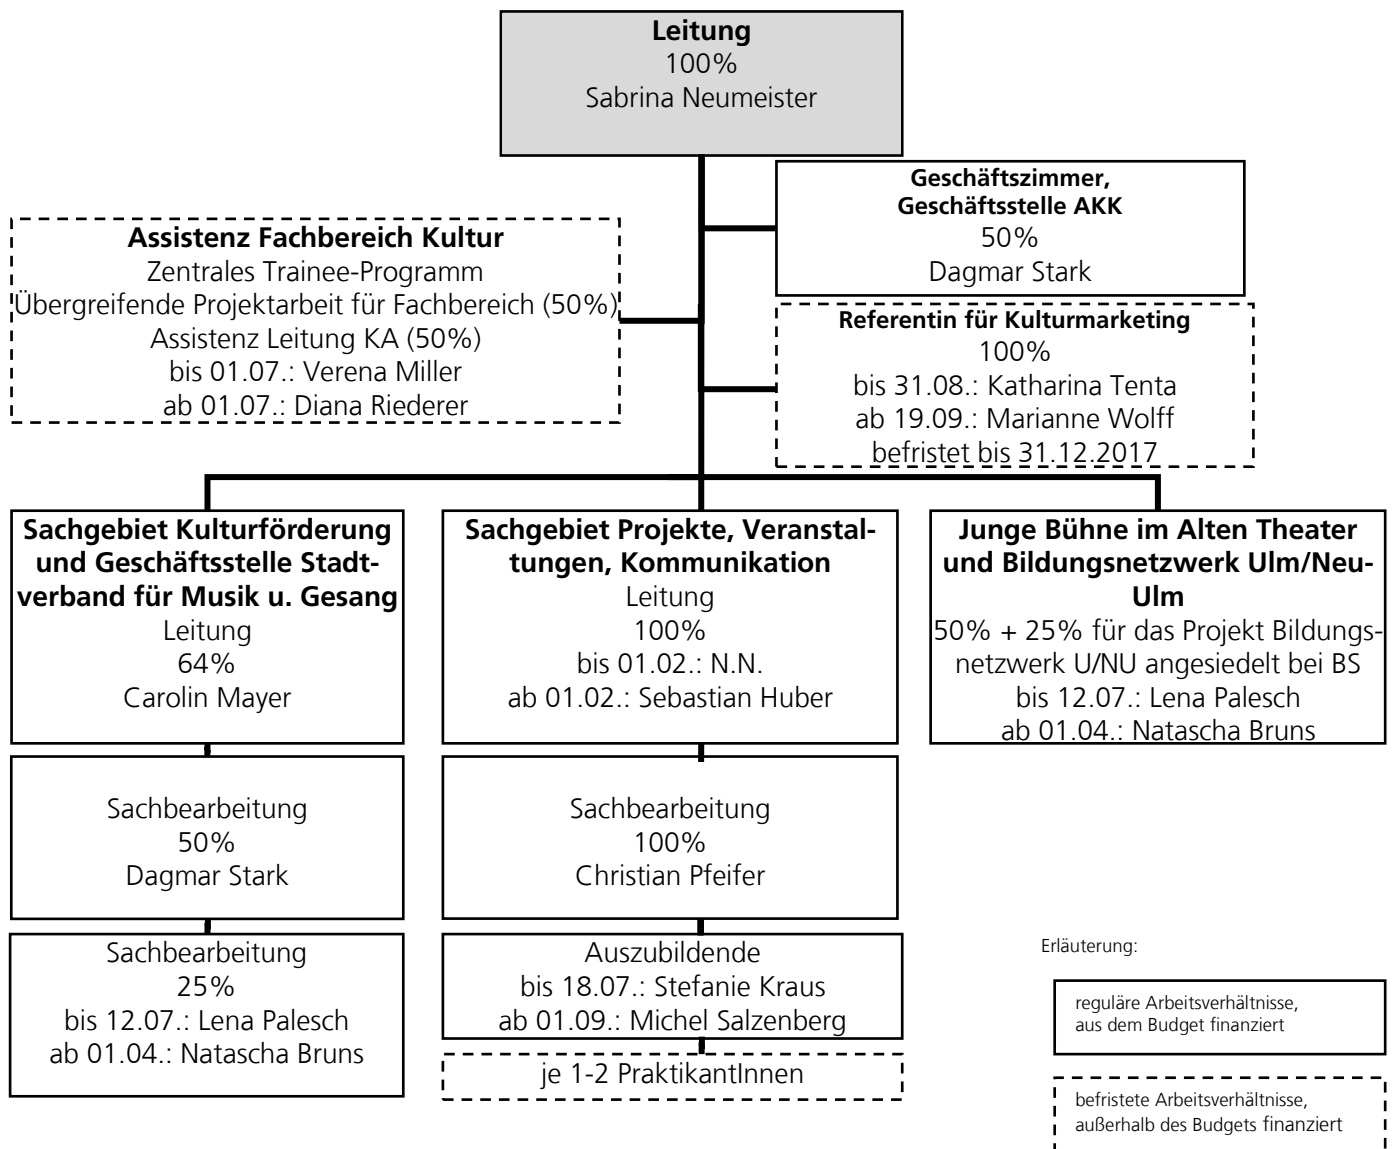 Leitung
100%
Sabrina Neumeister
Geschäftszimmer,
Geschäftsstelle AKK
50%
Dagmar Stark
Assistenz Fachbereich Kultur
Zentrales Trainee-Programm
Übergreifende Projektarbeit für Fachbereich (50%)
Assistenz Leitung KA (50%)
bis 01.07.: Verena Miller
ab 01.07.: Diana Riederer
Referentin für Kulturmarketing
100%
bis 31.08.: Katharina Tenta
ab 19.09.: Marianne Wolff
befristet bis 31.12.2017
Sachgebiet Kulturförderung
und Geschäftsstelle Stadt-
verband für Musik u. Gesang
Leitung
64%
Carolin Mayer
Sachgebiet Projekte, Veranstal-
tungen, Kommunikation
Leitung
100%
bis 01.02.: N.N.
ab 01.02.: Sebastian Huber
Junge Bühne im Alten Theater
und Bildungsnetzwerk Ulm/Neu-
Ulm
50% + 25% für das Projekt Bildungs-
netzwerk U/NU angesiedelt bei BS
bis 12.07.: Lena Palesch
ab 01.04.: Natascha Bruns
Sachbearbeitung
50%
Dagmar Stark
Sachbearbeitung
100%
Christian Pfeifer
Sachbearbeitung
25%
bis 12.07.: Lena Palesch
ab 01.04.: Natascha Bruns
Auszubildende
bis 18.07.: Stefanie Kraus
ab 01.09.: Michel Salzenberg
je 1-2 PraktikantInnen
Erläuterung:
reguläre Arbeitsverhältnisse,
aus dem Budget finanziert
befristete Arbeitsverhältnisse,
außerhalb des Budgets finanziert